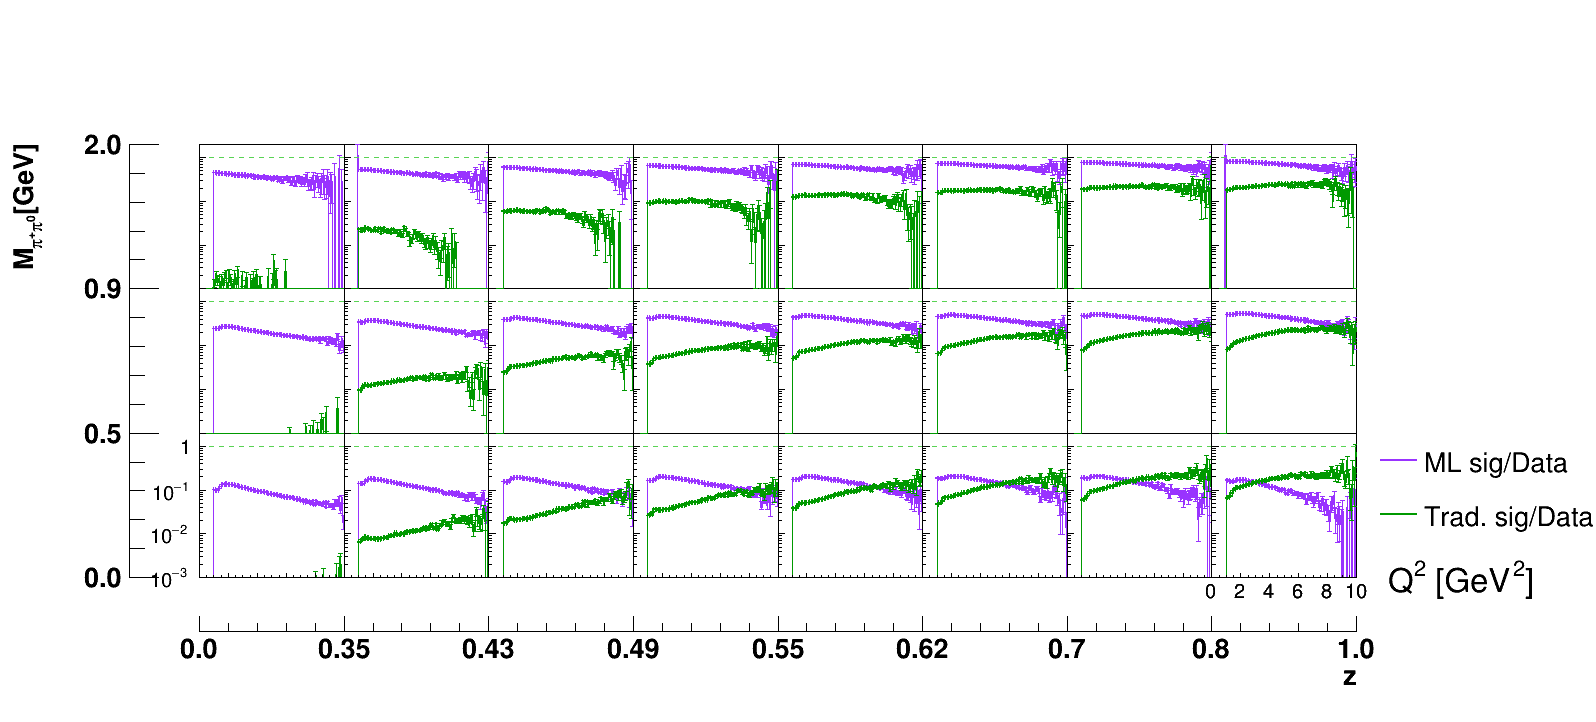 M π⁺π⁰ [GeV]
2.0
0.9
0.5
0.0
1
10⁻¹
10⁻²
10⁻³
ML sig/Data
Trad. sig/Data
0 2 4 6 8 10
Q² [GeV²]
0.0 0.35 0.43 0.49 0.55 0.62 0.7 0.8 1.0
z